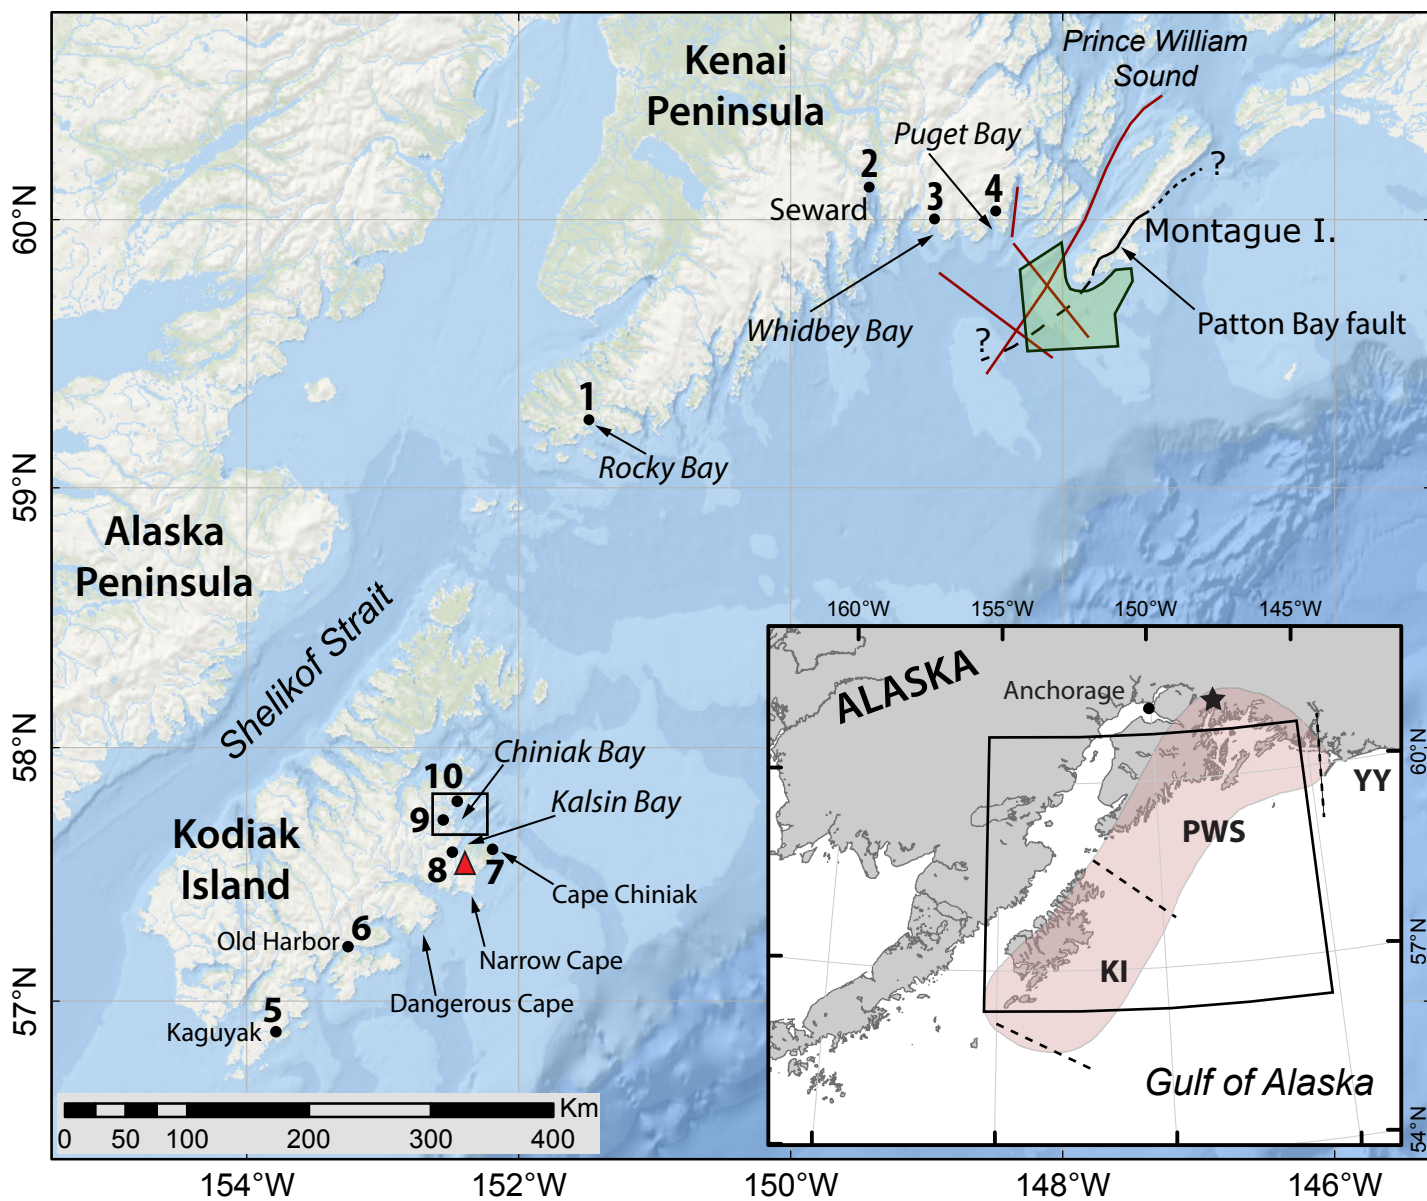 Kenai
Peninsula
Prince William
Sound
Puget Bay
2
3
4
?
60°N
60°N
Seward
Montague I.
Whidbey Bay
?
Patton Bay fault
1
Rocky Bay
59°N
Alaska
Peninsula
Shelikof Strait
58°N
Chiniak Bay
10
Kalsin Bay
9
Kodiak
Island
8
7
Cape Chiniak
6
Old Harbor
Narrow Cape
Dangerous Cape
57°N
5
Kaguyak
Km
0 50 100 200 300 400
154°W 152°W 150°W 148°W 146°W
160°W 155°W 150°W 145°W
ALASKA
Anchorage
YY
PWS
KI
57°N
Gulf of Alaska
54°N